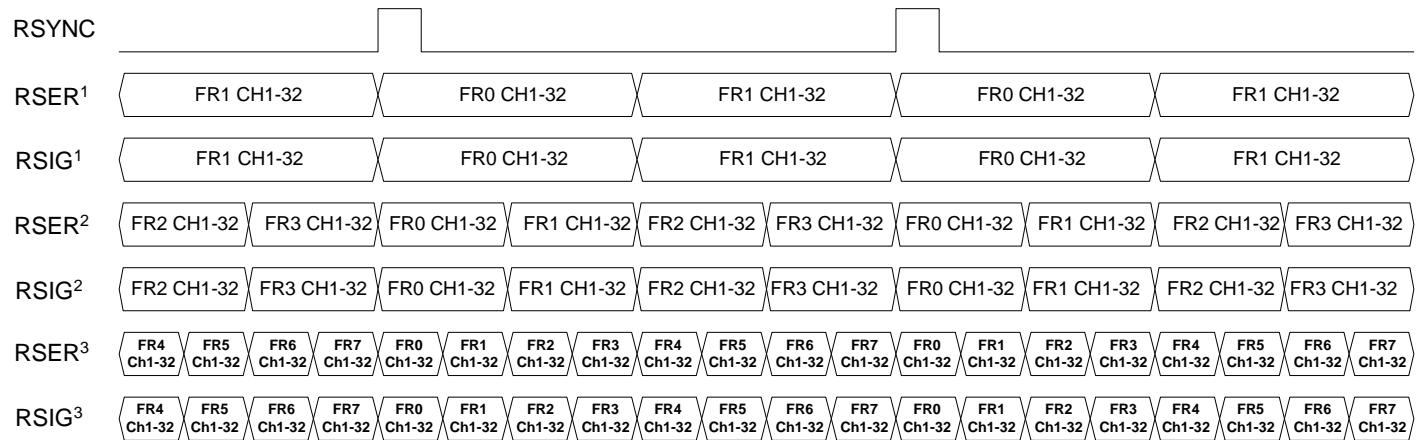 RSYNC
RSER¹ FR1 CH1-32 FR0 CH1-32 FR1 CH1-32 FR0 CH1-32 FR1 CH1-32
RSIG¹ FR1 CH1-32 FR0 CH1-32 FR1 CH1-32 FR0 CH1-32 FR1 CH1-32
RSER² FR2 CH1-32 FR3 CH1-32 FR0 CH1-32 FR1 CH1-32 FR2 CH1-32 FR3 CH1-32 FR0 CH1-32 FR1 CH1-32 FR2 CH1-32 FR3 CH1-32
RSIG² FR2 CH1-32 FR3 CH1-32 FR0 CH1-32 FR1 CH1-32 FR2 CH1-32 FR3 CH1-32 FR0 CH1-32 FR1 CH1-32 FR2 CH1-32 FR3 CH1-32
RSER³
FR4 FR5 FR6 FR7 FR0 FR1 FR2 FR3 FR4 FR5 FR6 FR7 FR0 FR1 FR2 FR3 FR4 FR5 FR6 FR7
Ch1-32 Ch1-32 Ch1-32 Ch1-32 Ch1-32 Ch1-32 Ch1-32 Ch1-32 Ch1-32 Ch1-32 Ch1-32 Ch1-32 Ch1-32 Ch1-32 Ch1-32 Ch1-32 Ch1-32 Ch1-32 Ch1-32 Ch1-32
RSIG³
FR4 FR5 FR6 FR7 FR0 FR1 FR2 FR3 FR4 FR5 FR6 FR7 FR0 FR1 FR2 FR3 FR4 FR5 FR6 FR7
Ch1-32 Ch1-32 Ch1-32 Ch1-32 Ch1-32 Ch1-32 Ch1-32 Ch1-32 Ch1-32 Ch1-32 Ch1-32 Ch1-32 Ch1-32 Ch1-32 Ch1-32 Ch1-32 Ch1-32 Ch1-32 Ch1-32 Ch1-32